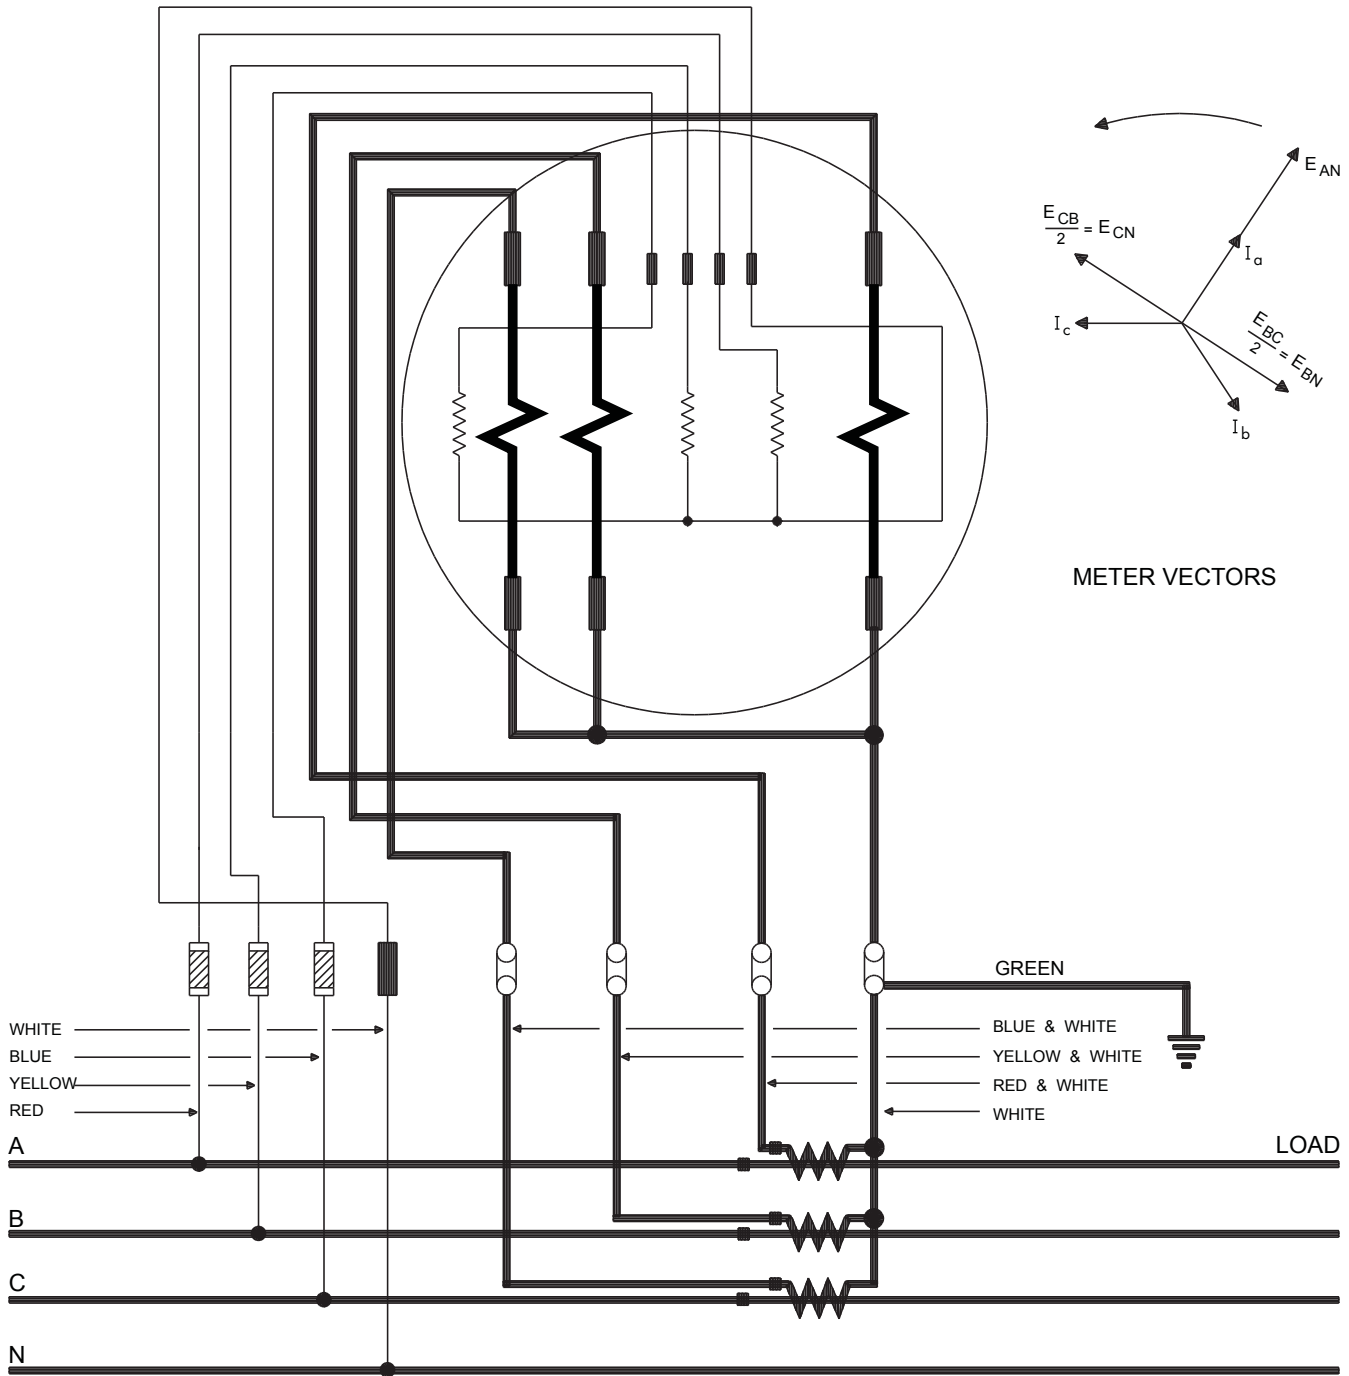 E AN
I a
E CB
2 = E CN
I c
E BC
2 = E BN
I b
METER VECTORS
GREEN
WHITE
BLUE
YELLOW
RED
BLUE & WHITE
YELLOW & WHITE
RED & WHITE
WHITE
A
LOAD
B
C
N